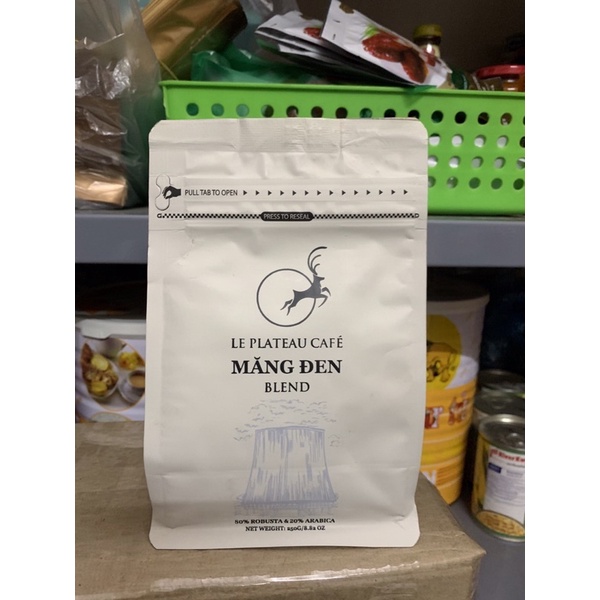 PULL TAB TO OPEN
PRESS TO RESEAL
LE PLATEAU CAFÉ
MĂNG ĐEN
BLEND
80% ROBUSTA & 20% ARABICA
NET WEIGHT: 250G/8.82 OZ